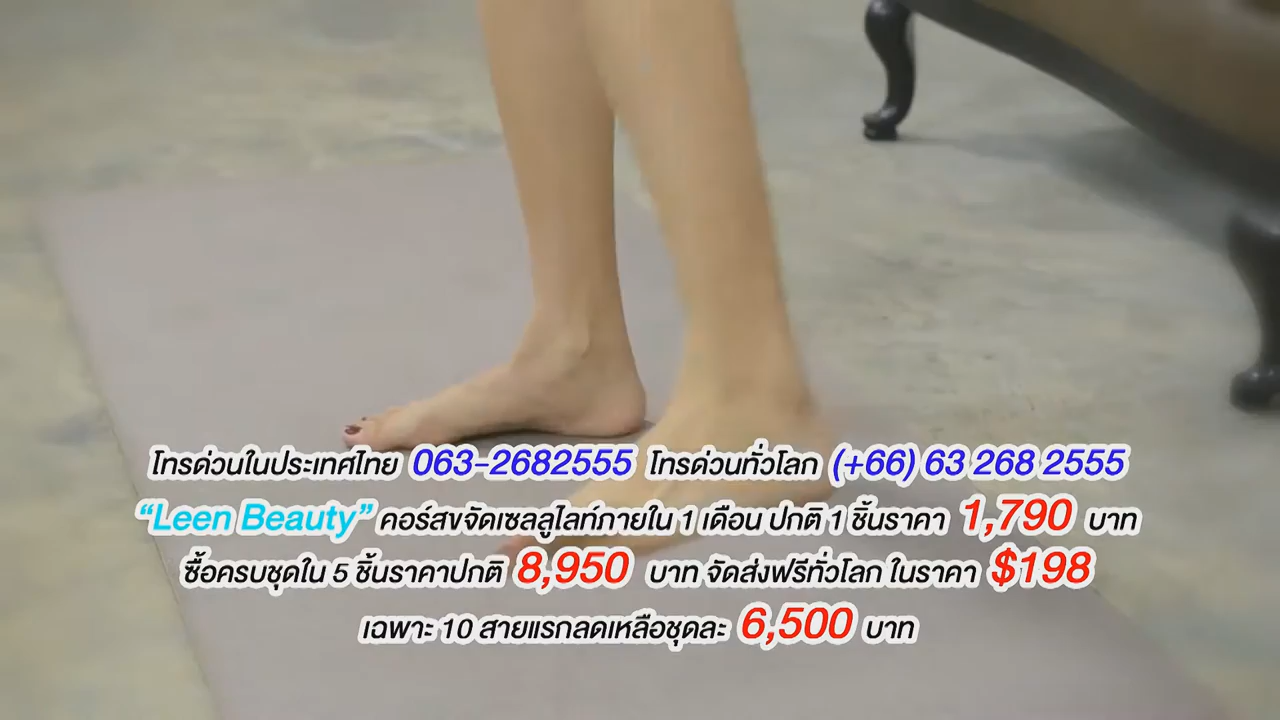 โทรด่วนในประเทศไทย 063-2682555 โทรด่วนทั่วโลก (+66) 63 268 2555
“Leen Beauty” คอร์สขจัดเซลลูไลท์ภายใน 1 เดือน ปกติ 1 ชิ้นราคา 1,790 บาท
ซื้อครบชุดใน 5 ชิ้นราคาปกติ 8,950 บาท จัดส่งฟรีทั่วโลก ในราคา $198
เฉพาะ 10 สายแรกลดเหลือชุดละ 6,500 บาท